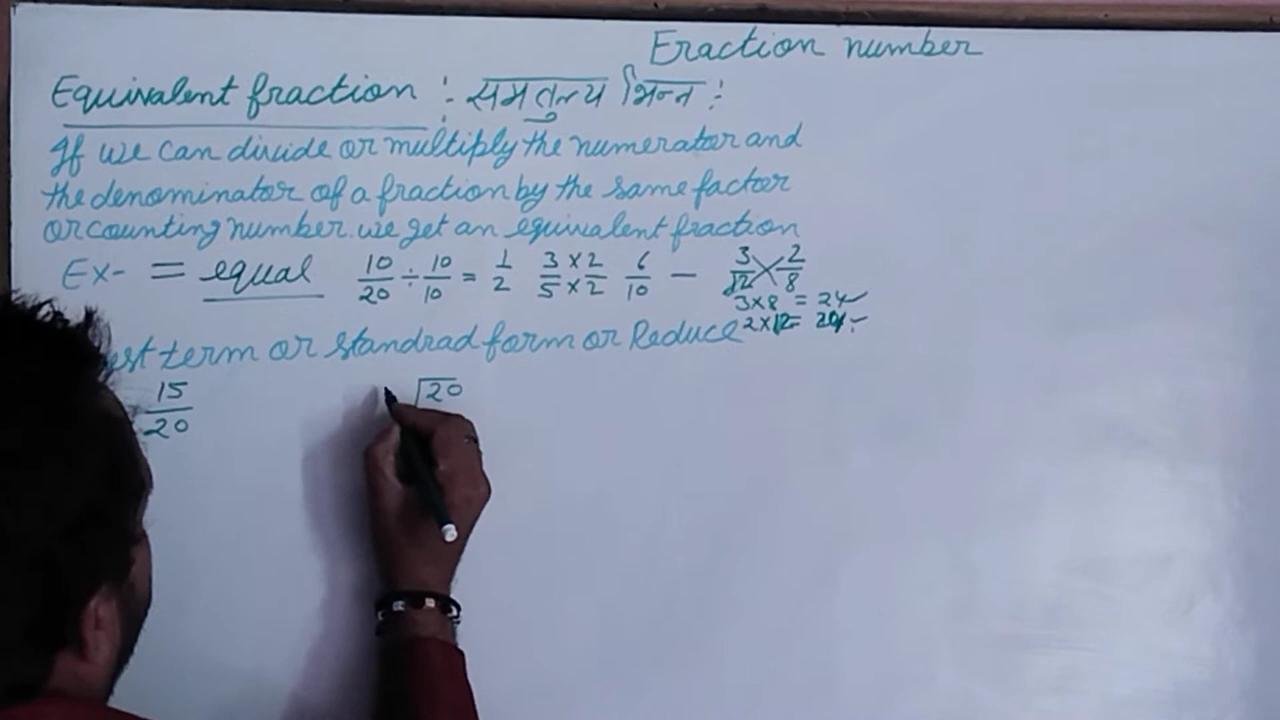 Fraction number
Equivalent fraction :- समतुल्य भिन्न :
If we can divide or multiply the numerator and
the denominator of a fraction by the same factor
or counting number. we get an equivalent fraction
Ex- = equal 10/20 ÷ 10/10 = 1/2 3×2/5×2 6/10 - 3/12 × 2/8
3×8 = 24
2×12 = 24
est term or standrad form or Reduce
15/20 20